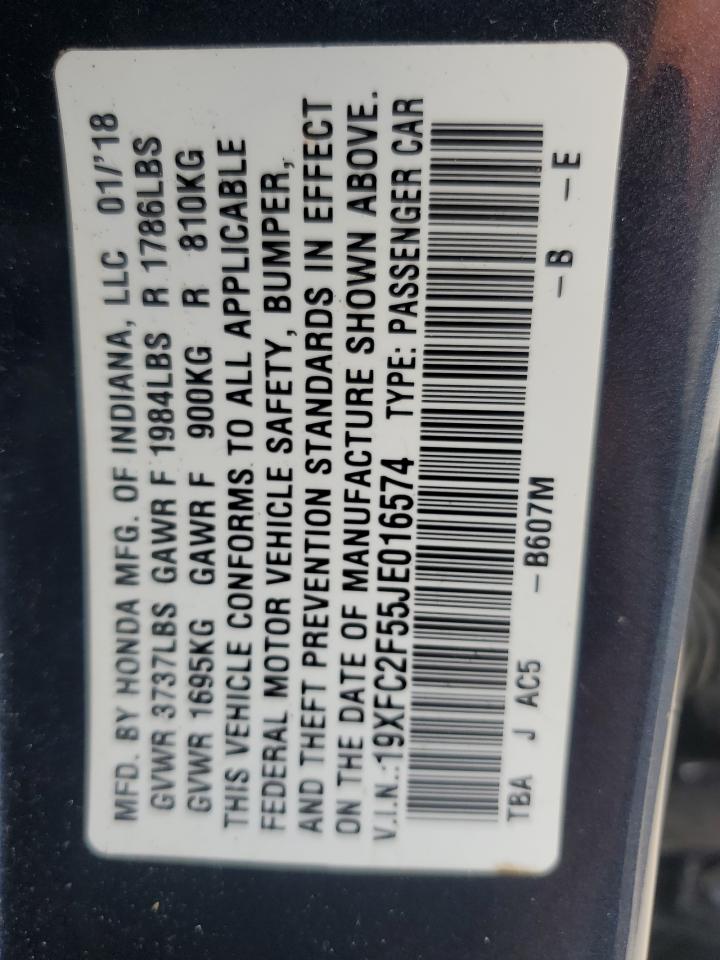 MFD. BY HONDA MFG. OF INDIANA, LLC 01/'18
GVWR 3737LBS GAWR F 1984LBS R 1786LBS
GVWR 1695KG GAWR F 900KG R 810KG
THIS VEHICLE CONFORMS TO ALL APPLICABLE
FEDERAL MOTOR VEHICLE SAFETY, BUMPER,
AND THEFT PREVENTION STANDARDS IN EFFECT
ON THE DATE OF MANUFACTURE SHOWN ABOVE.
V.I.N.:19XFC2F55JE016574 TYPE: PASSENGER CAR
TBA J AC5 -B607M -B -E